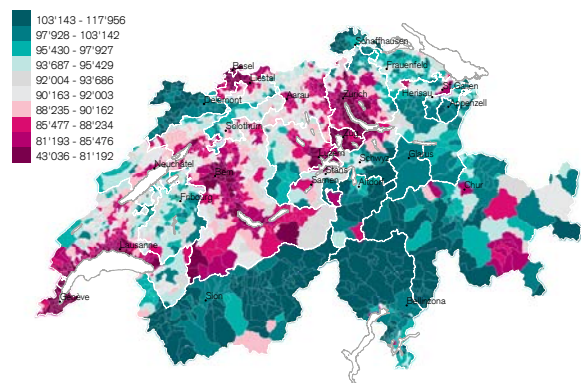 103'143 - 117'956
97'928 - 103'142
95'430 - 97'927
93'687 - 95'429
92'004 - 93'686
90'163 - 92'003
88'235 - 90'162
85'477 - 88'234
81'193 - 85'476
43'036 - 81'192
Schaffhausen
Frauenfeld
Basel
Liestal
St.Gallen
Herisau
Appenzell
Aarau
Zürich
Delémont
Solothurn
Zug
Luzern
Schwyz
Glarus
Neuchâtel
Stans
Sarnen
Altdorf
Chur
Bern
Fribourg
Lausanne
Genève
Sion
Bellinzona